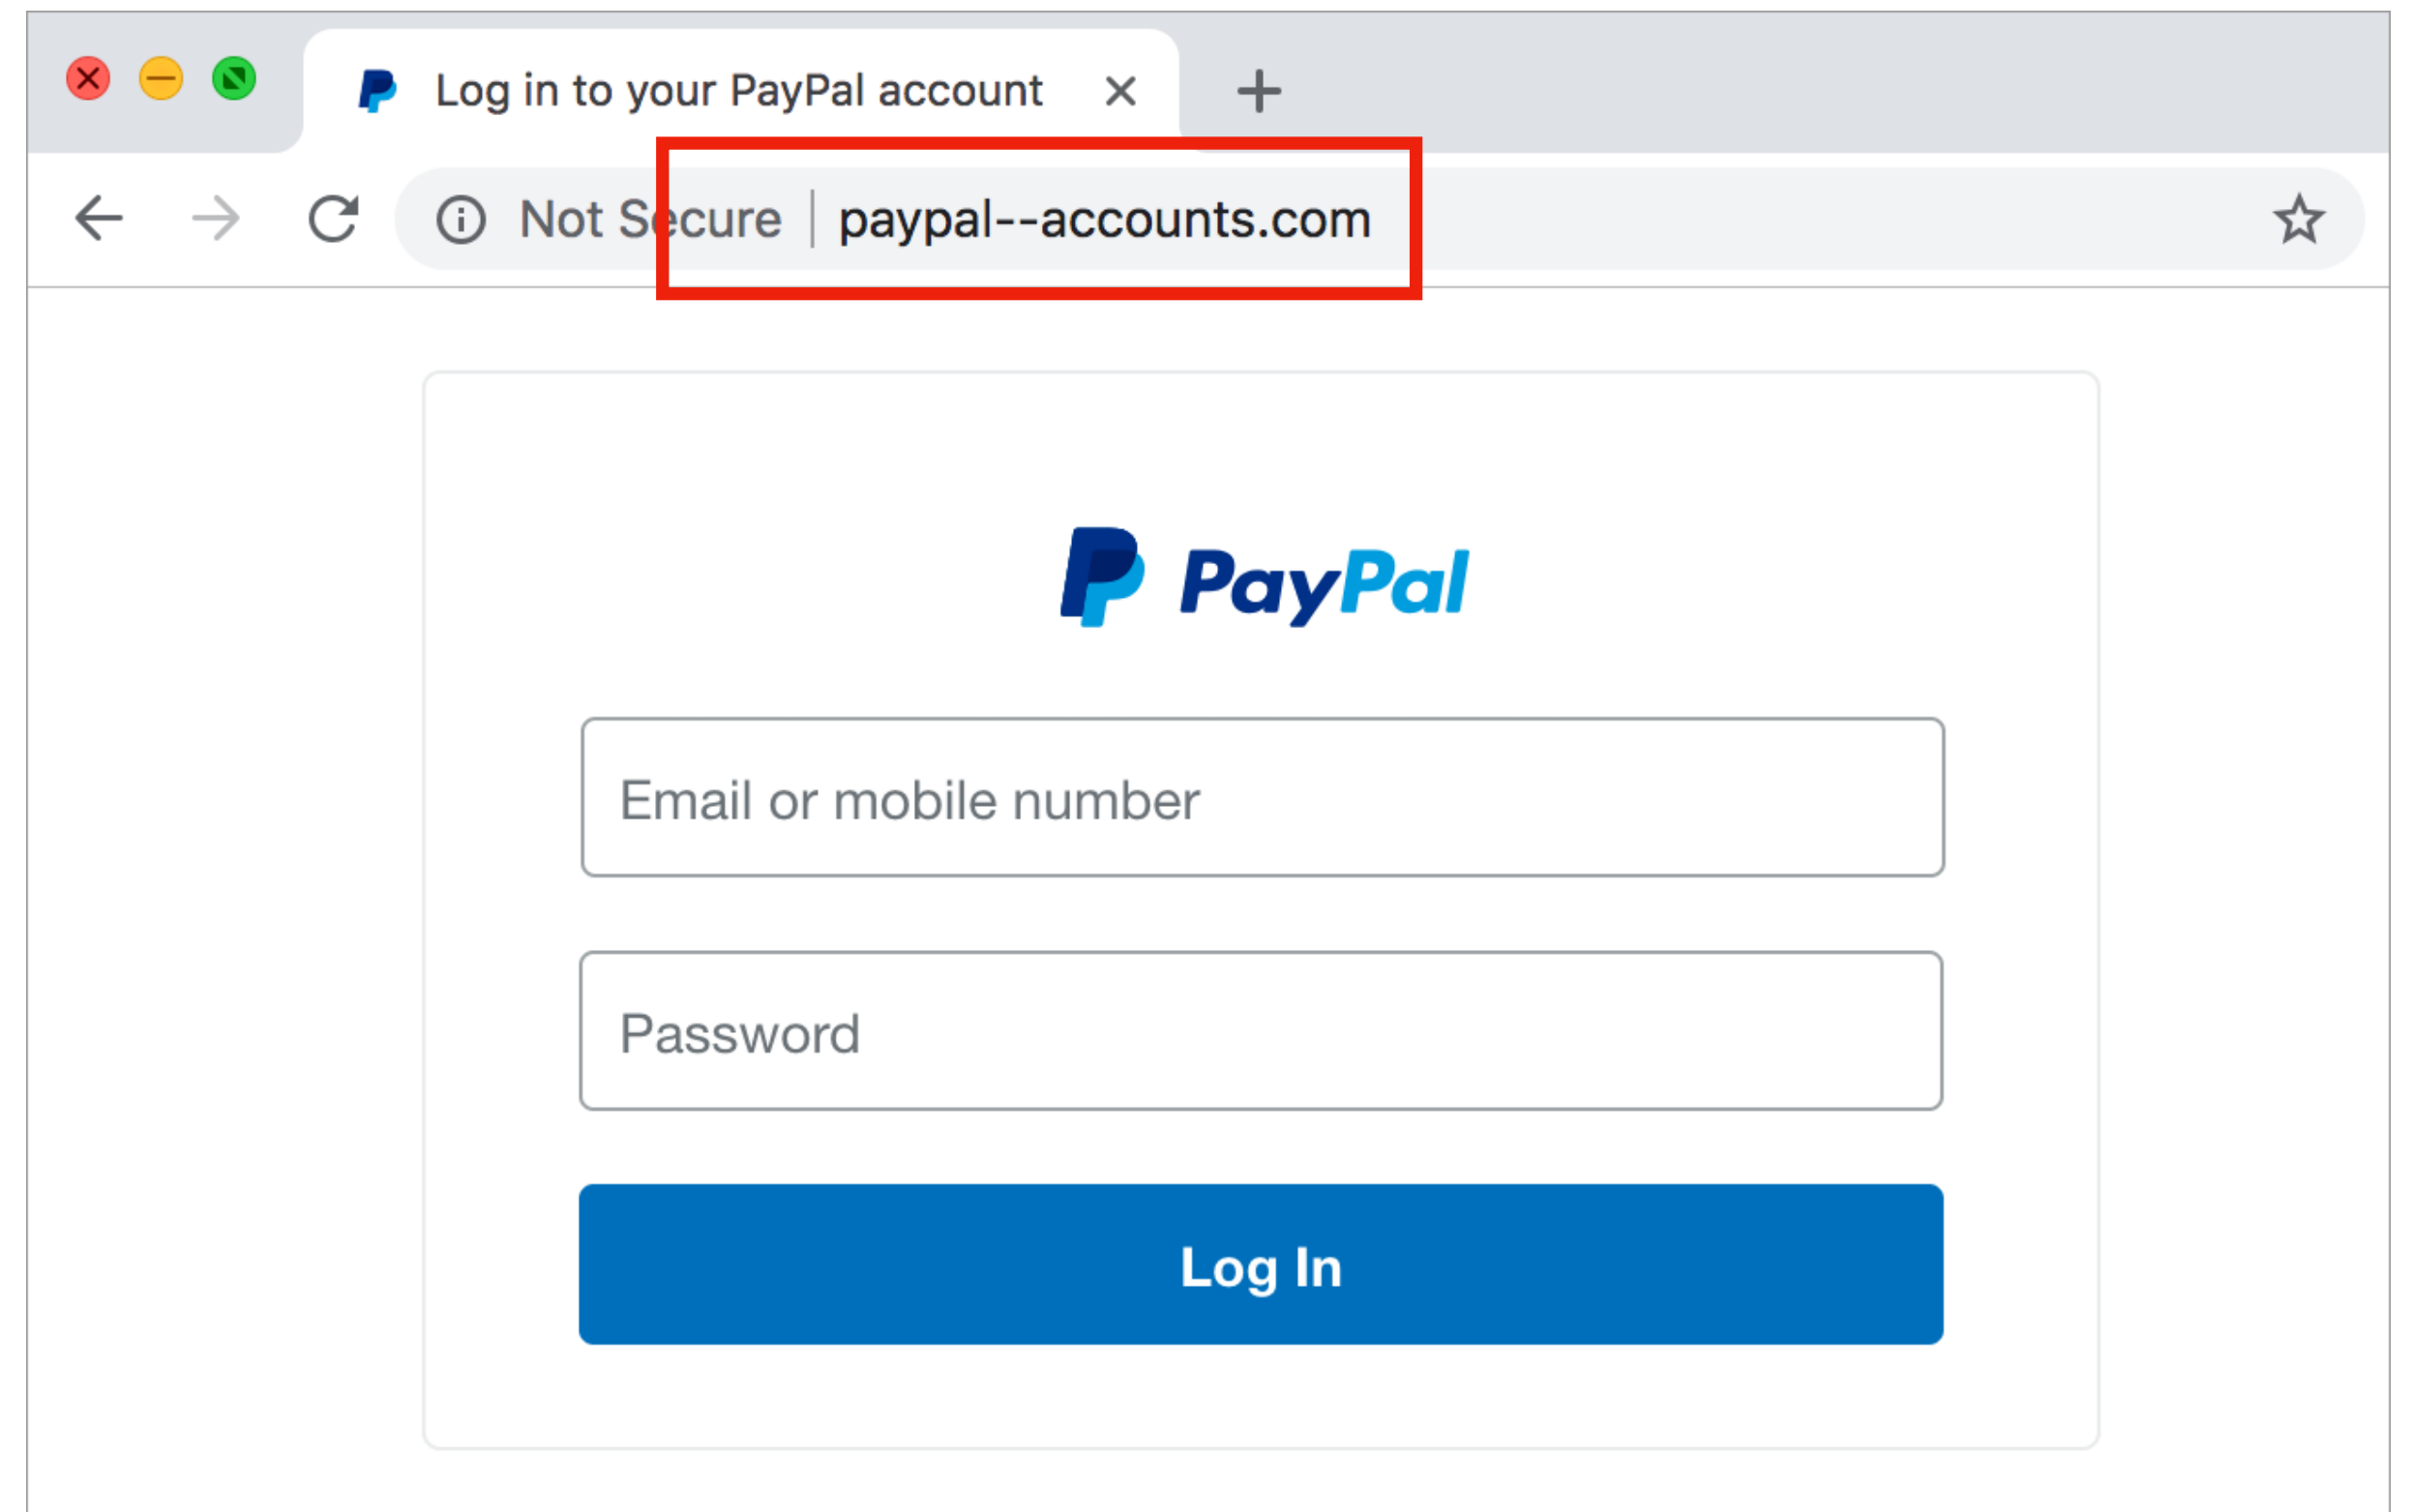 Log in to your PayPal account
Not Secure | paypal--accounts.com
PayPal
Email or mobile number
Password
Log In